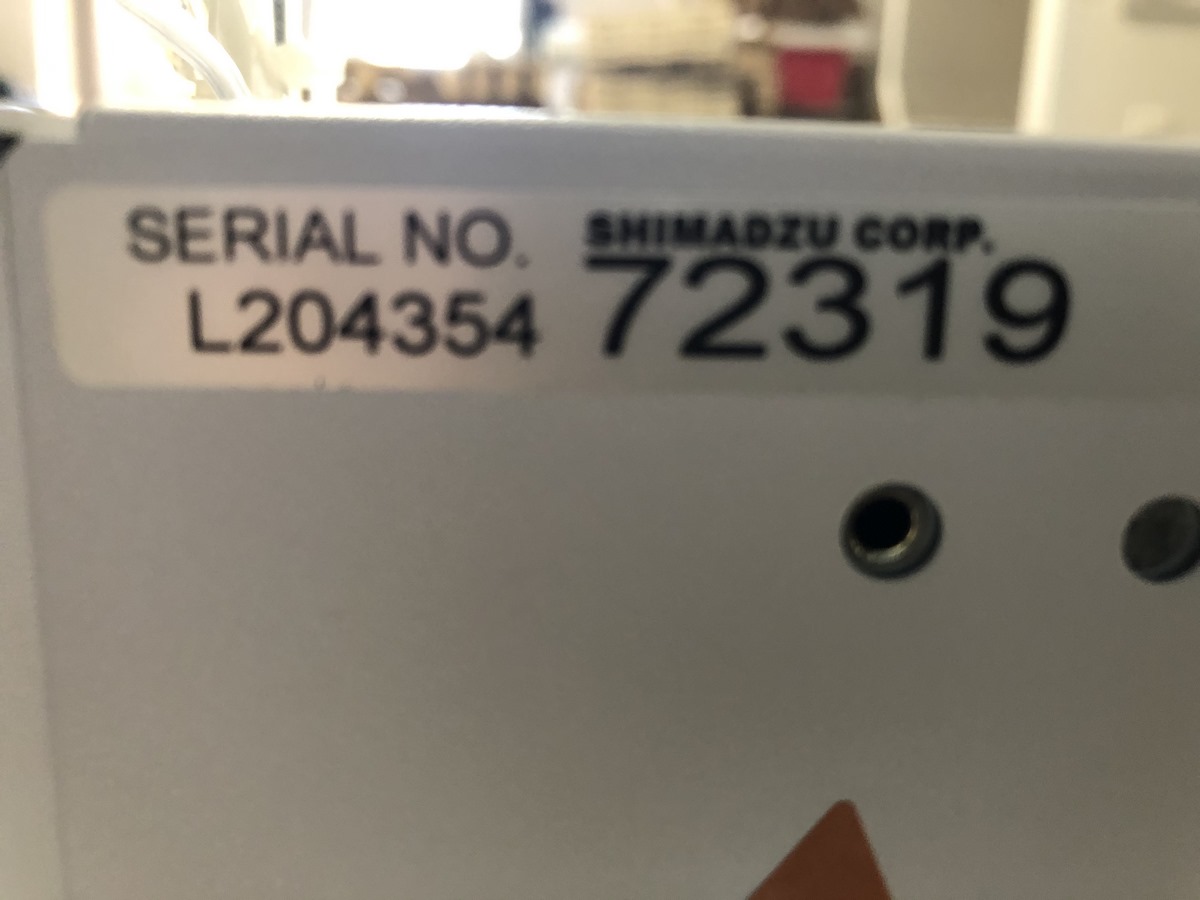 SERIAL NO. SHIMADZU CORP.
L204354 72319